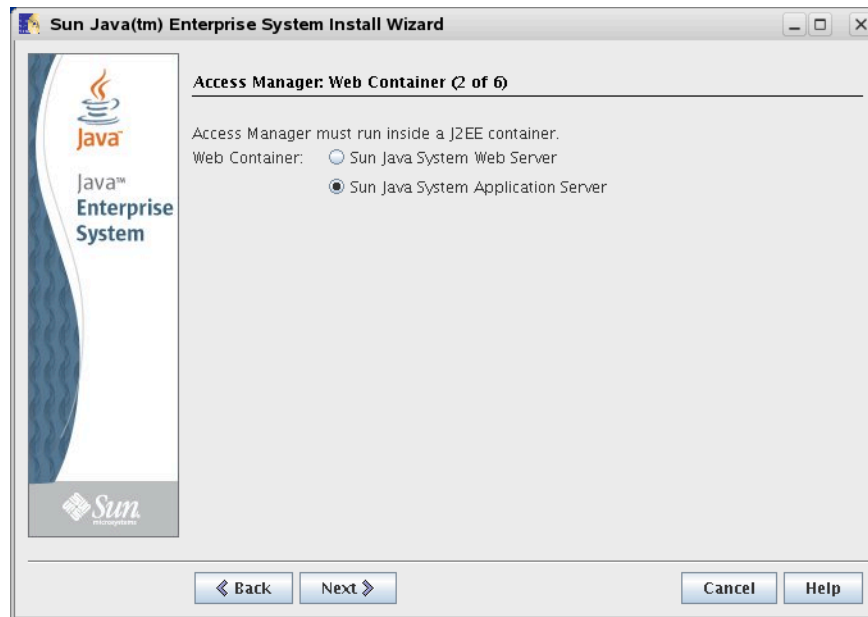 Sun Java(tm) Enterprise System Install Wizard
Java™
Java™
Enterprise
System
Sun
microsystems
Access Manager: Web Container (2 of 6)
Access Manager must run inside a J2EE container.
Web Container: Sun Java System Web Server
Sun Java System Application Server
Back Next Cancel Help